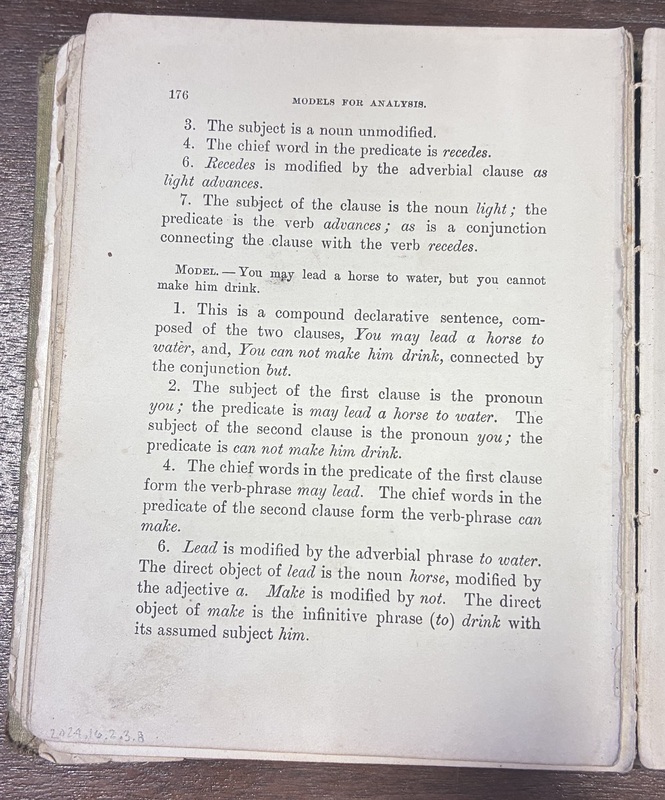 176
MODELS FOR ANALYSIS.
3. The subject is a noun unmodified.
4. The chief word in the predicate is recedes.
6. Recedes is modified by the adverbial clause as
light advances.
7. The subject of the clause is the noun light; the
predicate is the verb advances; as is a conjunction
connecting the clause with the verb recedes.
MODEL. — You may lead a horse to water, but you cannot
make him drink.
1. This is a compound declarative sentence, com-
posed of the two clauses, You may lead a horse to
water, and, You can not make him drink, connected by
the conjunction but.
2. The subject of the first clause is the pronoun
you; the predicate is may lead a horse to water. The
subject of the second clause is the pronoun you; the
predicate is can not make him drink.
4. The chief words in the predicate of the first clause
form the verb-phrase may lead. The chief words in the
predicate of the second clause form the verb-phrase can
make.
6. Lead is modified by the adverbial phrase to water.
The direct object of lead is the noun horse, modified by
the adjective a. Make is modified by not. The direct
object of make is the infinitive phrase (to) drink with
its assumed subject him.
2024.16.2.3.8